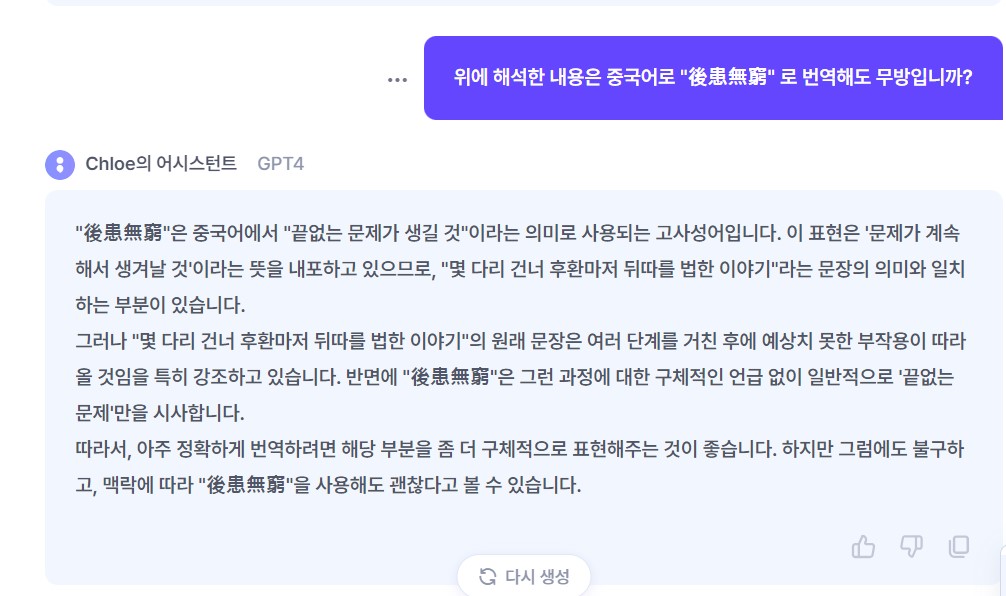 위에 해석한 내용은 중국어로 "後患無窮" 로 번역해도 무방입니까?
Chloe의 어시스턴트 GPT4
"後患無窮"은 중국어에서 "끝없는 문제가 생길 것"이라는 의미로 사용되는 고사성어입니다. 이 표현은 '문제가 계속
해서 생겨날 것'이라는 뜻을 내포하고 있으므로, "몇 다리 건너 후환마저 뒤따를 법한 이야기"라는 문장의 의미와 일치
하는 부분이 있습니다.
그러나 "몇 다리 건너 후환마저 뒤따를 법한 이야기"의 원래 문장은 여러 단계를 거친 후에 예상치 못한 부작용이 따라
올 것임을 특히 강조하고 있습니다. 반면에 "後患無窮"은 그런 과정에 대한 구체적인 언급 없이 일반적으로 '끝없는
문제'만을 시사합니다.
따라서, 아주 정확하게 번역하려면 해당 부분을 좀 더 구체적으로 표현해주는 것이 좋습니다. 하지만 그럼에도 불구하
고, 맥락에 따라 "後患無窮"을 사용해도 괜찮다고 볼 수 있습니다.
다시 생성